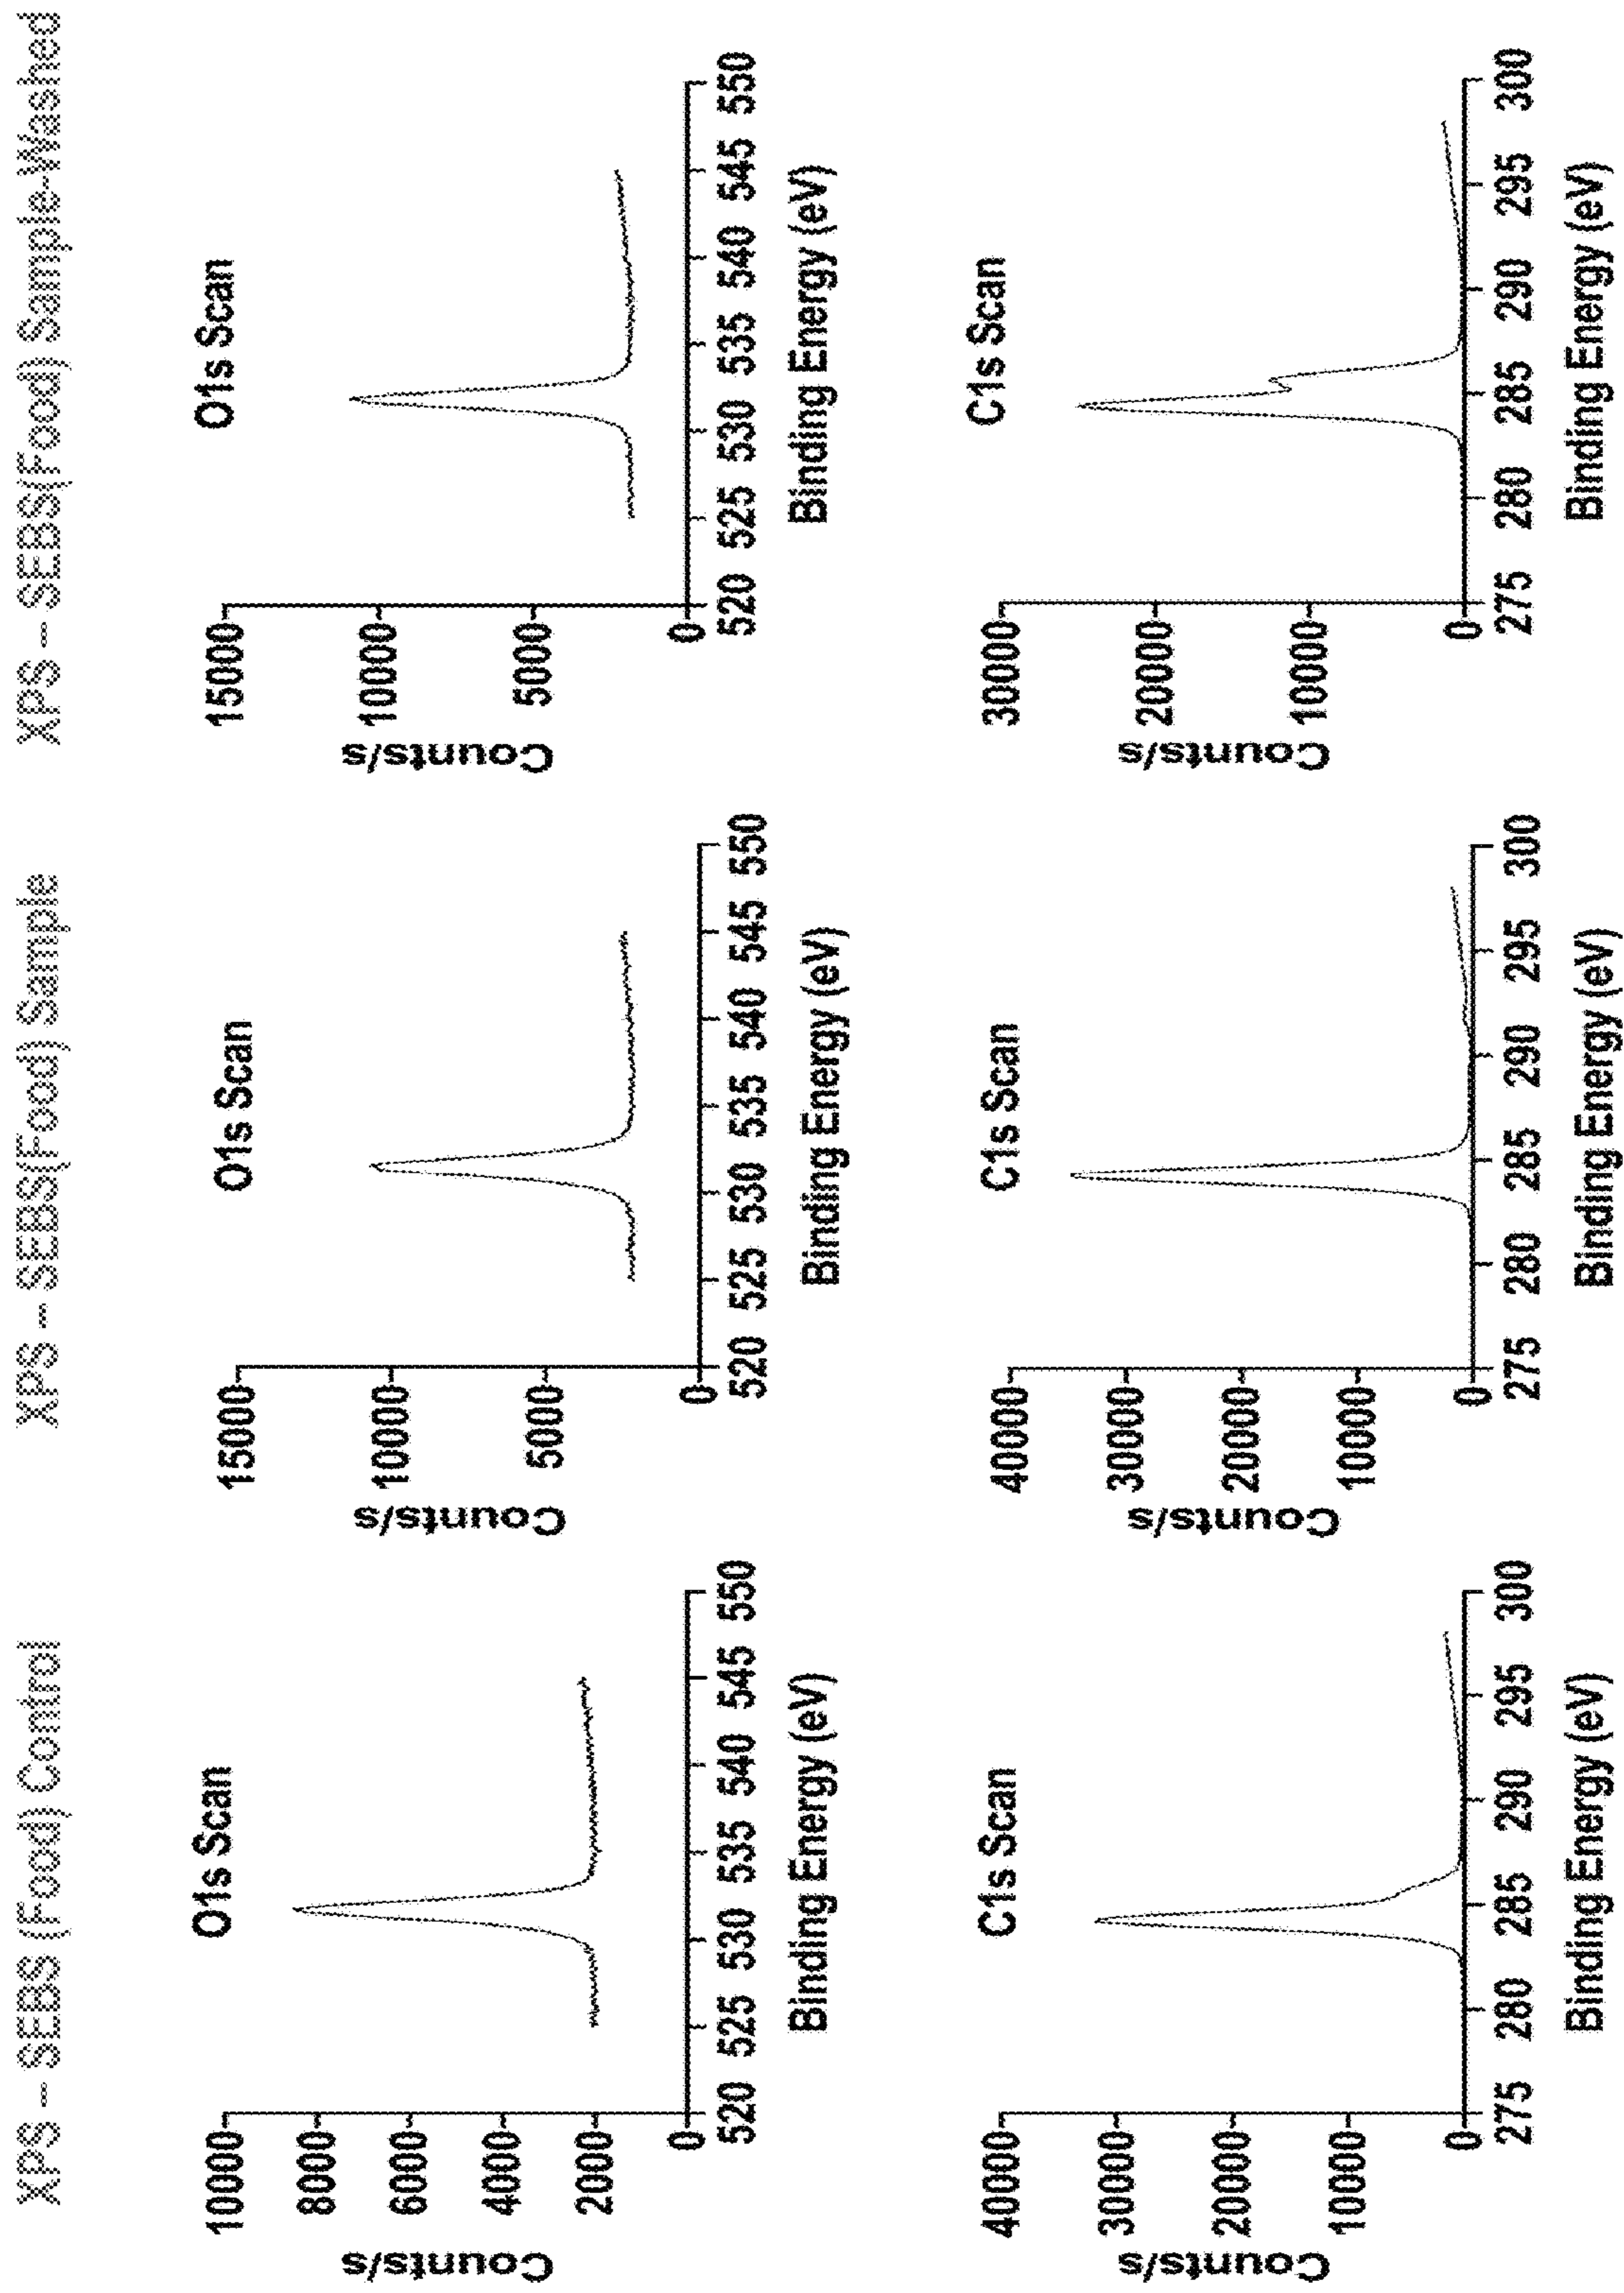 XPS – SEBS (Food) Control
O1s Scan
Counts/s
10000
8000
6000
4000
2000
0
520 525 530 535 540 545 550
Binding Energy (eV)
C1s Scan
Counts/s
40000
30000
20000
10000
0
275 280 285 290 295 300
Binding Energy (eV)
XPS – SEBS(Food) Sample
O1s Scan
Counts/s
15000
10000
5000
0
520 525 530 535 540 545 550
Binding Energy (eV)
C1s Scan
Counts/s
40000
30000
20000
10000
0
275 280 285 290 295 300
Binding Energy (eV)
XPS – SEBS(Food) Sample-Washed
O1s Scan
Counts/s
15000
10000
5000
0
520 525 530 535 540 545 550
Binding Energy (eV)
C1s Scan
Counts/s
30000
20000
10000
0
275 280 285 290 295 300
Binding Energy (eV)